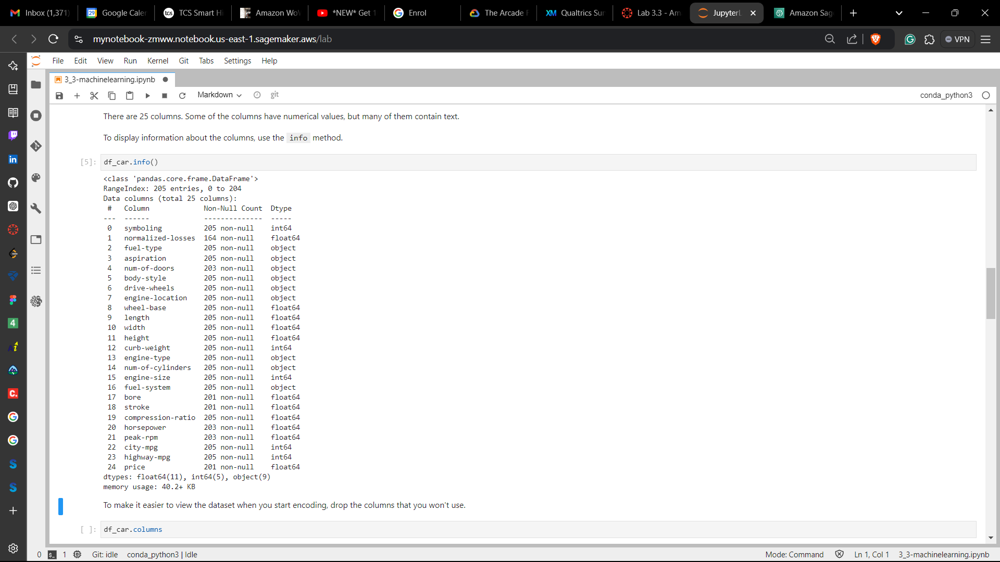 Inbox (1,371)
Google Caler
TCS Smart Hi
Amazon Wo
*NEW* Get 1
Enrol
The Arcade F
XM Qualtrics Sur
Lab 3.3 - Am
JupyterL
Amazon Sag
mynotebook-zmww.notebook.us-east-1.sagemaker.aws/lab
VPN
File Edit View Run Kernel Git Tabs Settings Help
3_3-machinelearning.ipynb
Markdown
git
conda_python3
There are 25 columns. Some of the columns have numerical values, but many of them contain text.
To display information about the columns, use the info method.
[5]: df_car.info()
<class 'pandas.core.frame.DataFrame'>
RangeIndex: 205 entries, 0 to 204
Data columns (total 25 columns):
# Column Non-Null Count Dtype
--- ------ -------------- -----
0 symboling 205 non-null int64
1 normalized-losses 164 non-null float64
2 fuel-type 205 non-null object
3 aspiration 205 non-null object
4 num-of-doors 203 non-null object
5 body-style 205 non-null object
6 drive-wheels 205 non-null object
7 engine-location 205 non-null object
8 wheel-base 205 non-null float64
9 length 205 non-null float64
10 width 205 non-null float64
11 height 205 non-null float64
12 curb-weight 205 non-null int64
13 engine-type 205 non-null object
14 num-of-cylinders 205 non-null object
15 engine-size 205 non-null int64
16 fuel-system 205 non-null object
17 bore 201 non-null float64
18 stroke 201 non-null float64
19 compression-ratio 205 non-null float64
20 horsepower 203 non-null float64
21 peak-rpm 203 non-null float64
22 city-mpg 205 non-null int64
23 highway-mpg 205 non-null int64
24 price 201 non-null float64
dtypes: float64(11), int64(5), object(9)
memory usage: 40.2+ KB
To make it easier to view the dataset when you start encoding, drop the columns that you won't use.
[ ]: df_car.columns
0 1 Git: idle conda_python3 | Idle
Mode: Command Ln 1, Col 1 3_3-machinelearning.ipynb